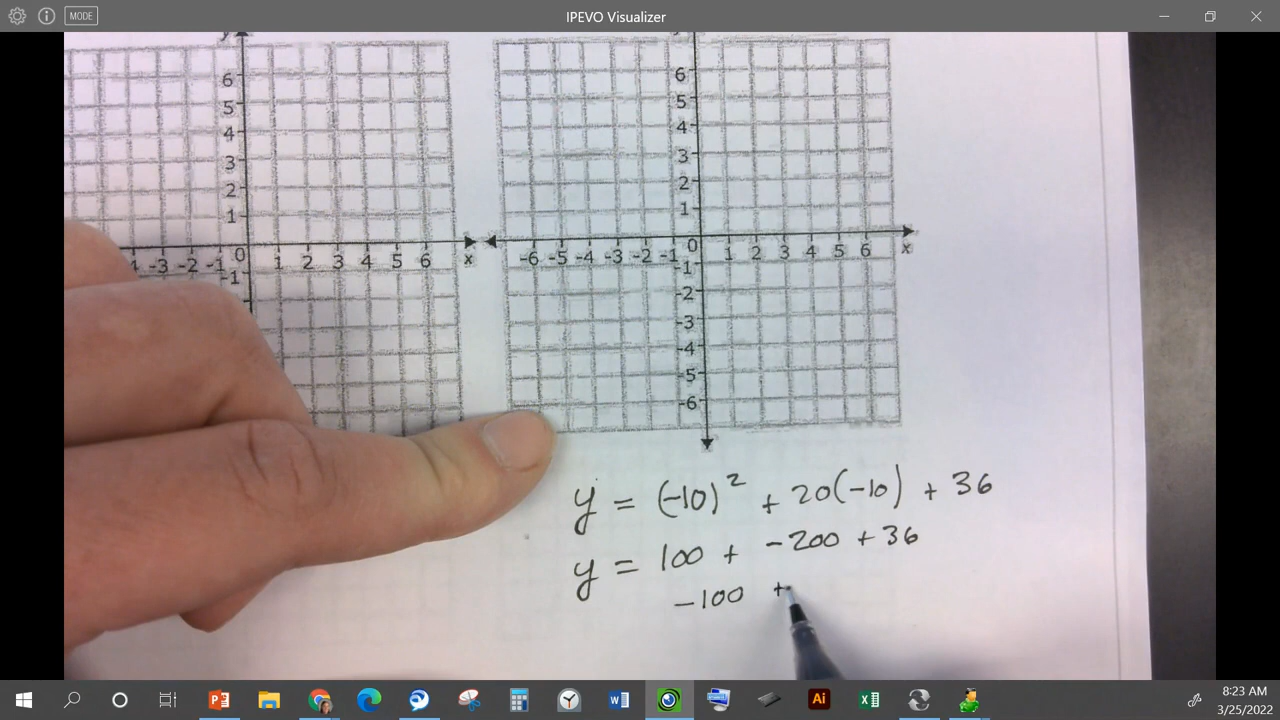 MODE
IPEVO Visualizer
y y
6 6
5 5
4 4
3 3
2 2
1 1
0 0
-3 -2 -1 1 2 3 4 5 6 x
-6 -5 -4 -3 -2 -1 1 2 3 4 5 6 x
-1 -1
-2
-3
-4
-5
-6
y = (-10)² + 20(-10) + 36
y = 100 + -200 + 36
-100 +
8:23 AM
3/25/2022